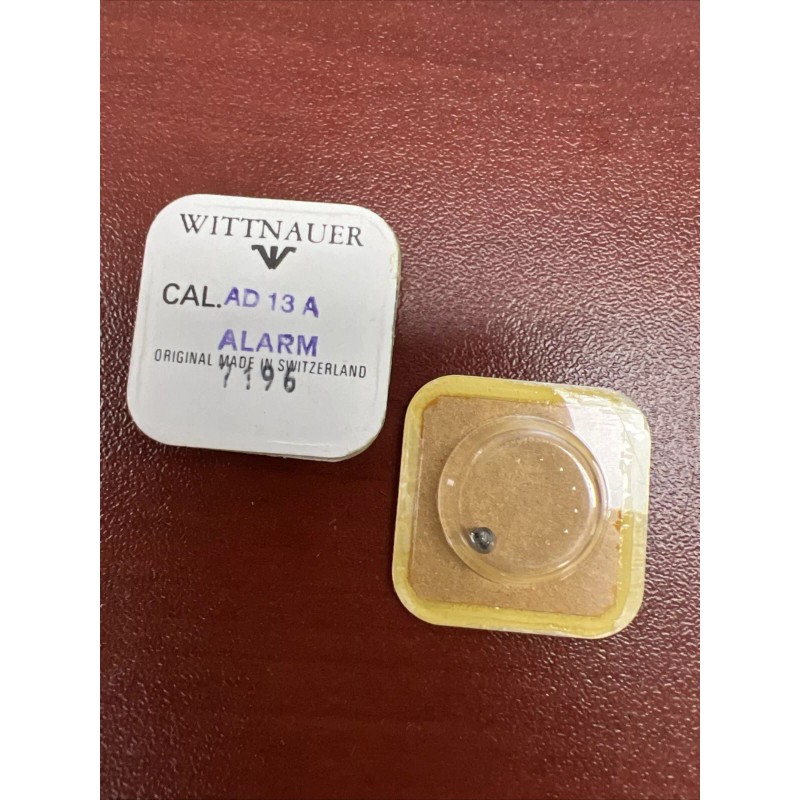 WITTNAUER
CAL. AD 13 A
ALARM
ORIGINAL MADE IN SWITZERLAND
7196